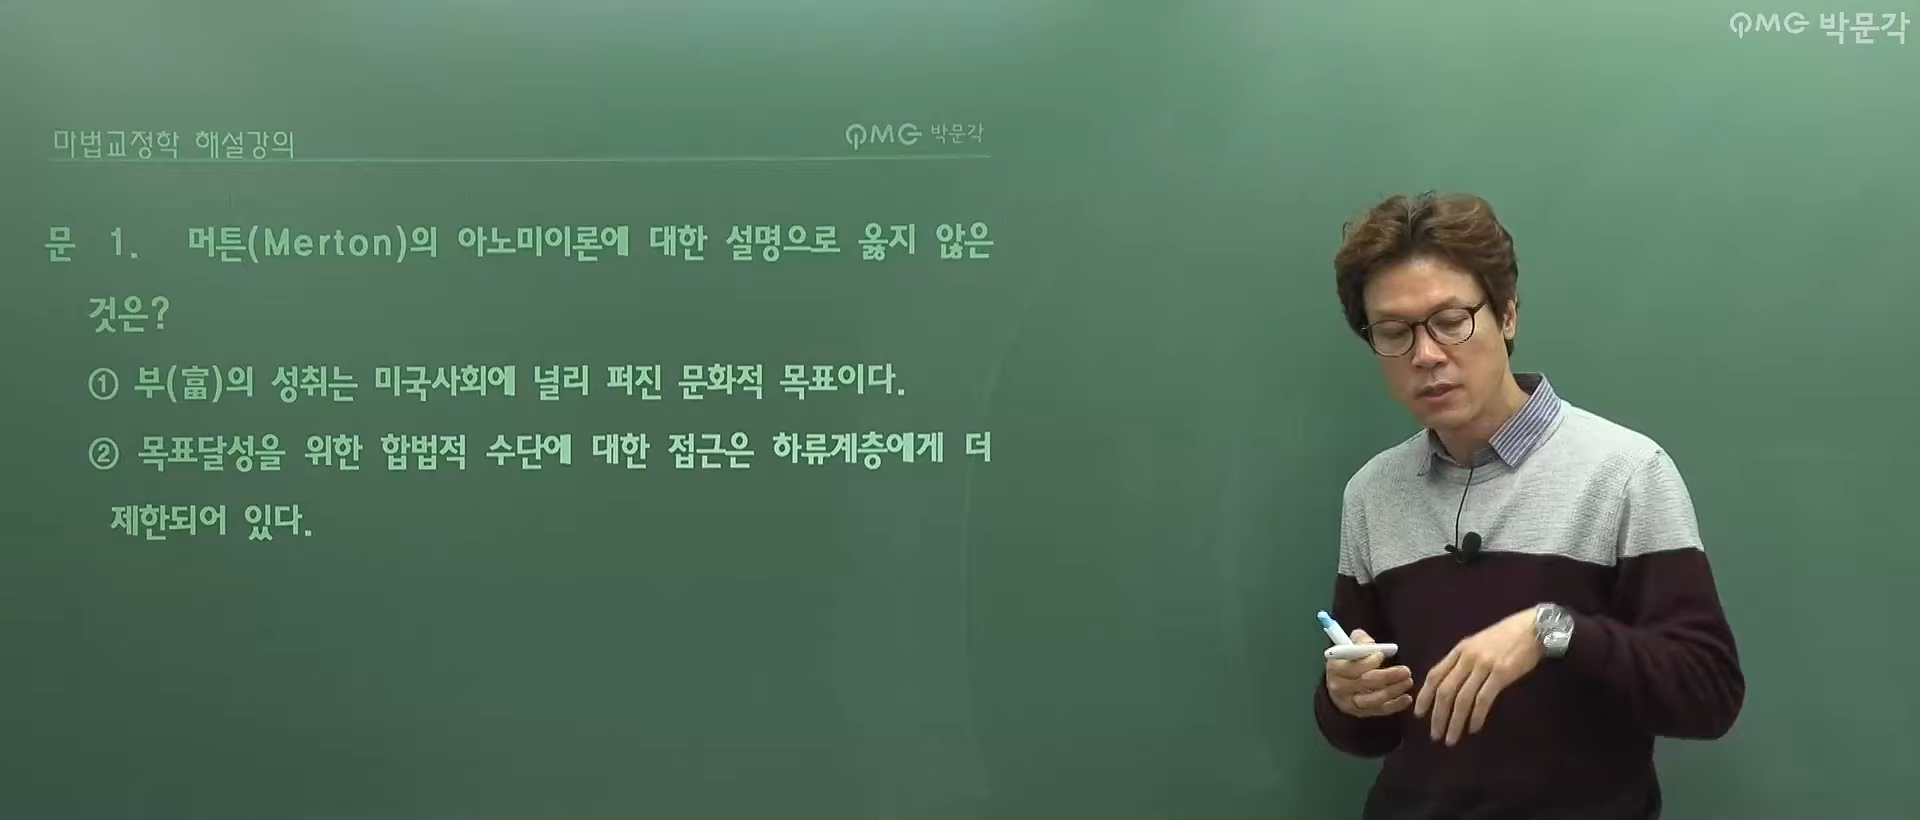 PMG 박문각
마법교정학 해설강의
PMG 박문각
문 1. 머튼(Merton)의 아노미이론에 대한 설명으로 옳지 않은
것은?
① 부(富)의 성취는 미국사회에 널리 퍼진 문화적 목표이다.
② 목표달성을 위한 합법적 수단에 대한 접근은 하류계층에게 더
제한되어 있다.